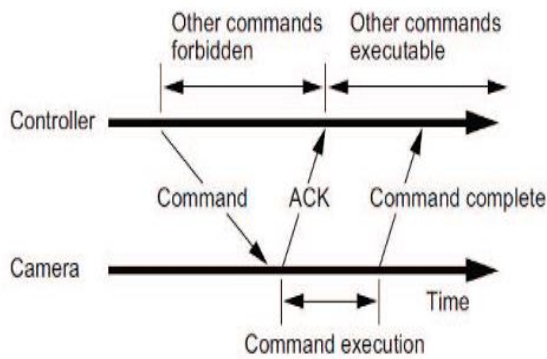 Other commands
forbidden
Other commands
executable
Controller
Command
ACK
Command complete
Camera
Time
Command execution